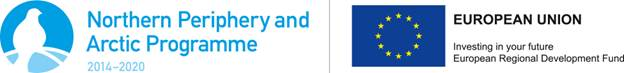 Northern Periphery and
Arctic Programme
2014–2020
EUROPEAN UNION
Investing in your future
European Regional Development Fund